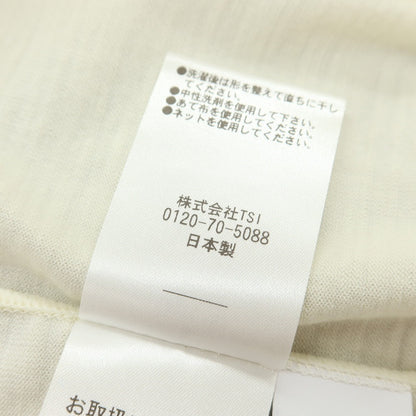 ●洗濯後は形を整えて直ちに干し
てください。
●中性洗剤を使用して下さい。
●あて布を使用してください。
●ネットを使用してください。
株式会社TSI
0120-70-5088
日本製
お取扱